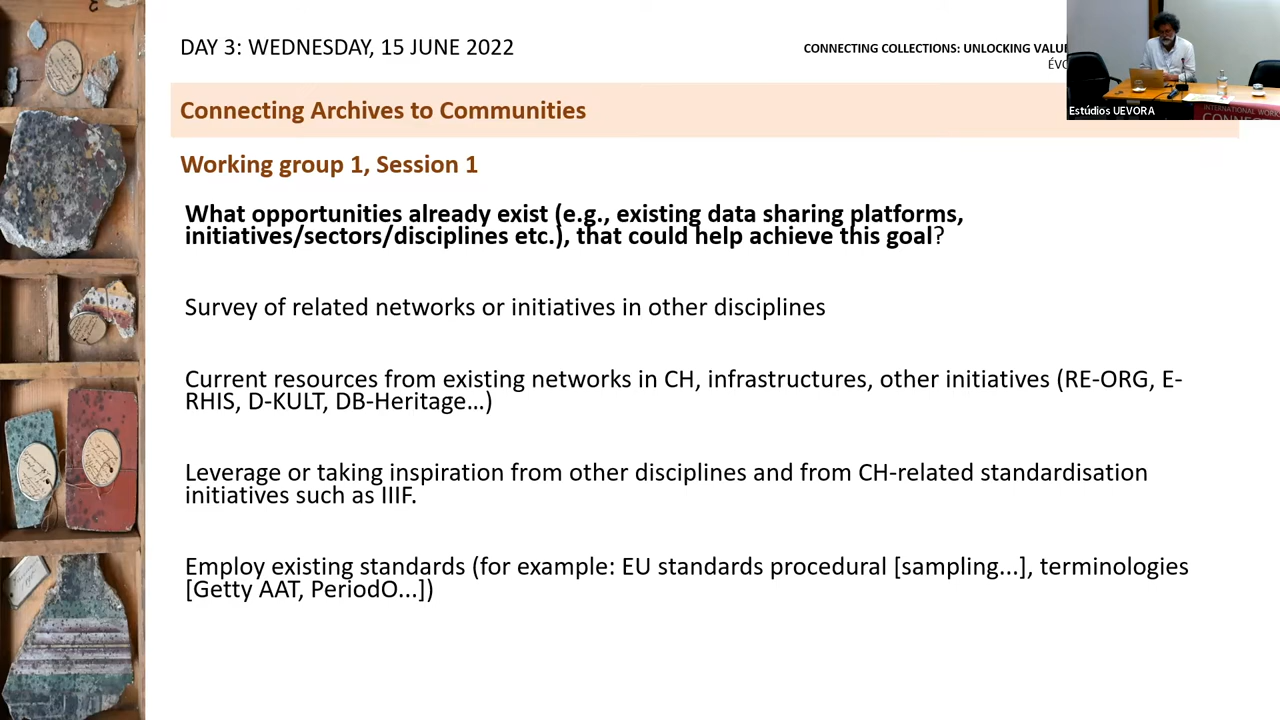 DAY 3: WEDNESDAY, 15 JUNE 2022
CONNECTING COLLECTIONS: UNLOCKING
Estúdios UEVORA
INTERNATIONAL
Connecting Archives to Communities
Working group 1, Session 1
What opportunities already exist (e.g., existing data sharing platforms,
initiatives/sectors/disciplines etc.), that could help achieve this goal?
Survey of related networks or initiatives in other disciplines
Current resources from existing networks in CH, infrastructures, other initiatives (RE-ORG, E-
RHIS, D-KULT, DB-Heritage...)
Leverage or taking inspiration from other disciplines and from CH-related standardisation
initiatives such as IIIF.
Employ existing standards (for example: EU standards procedural [sampling...], terminologies
[Getty AAT, PeriodO...])